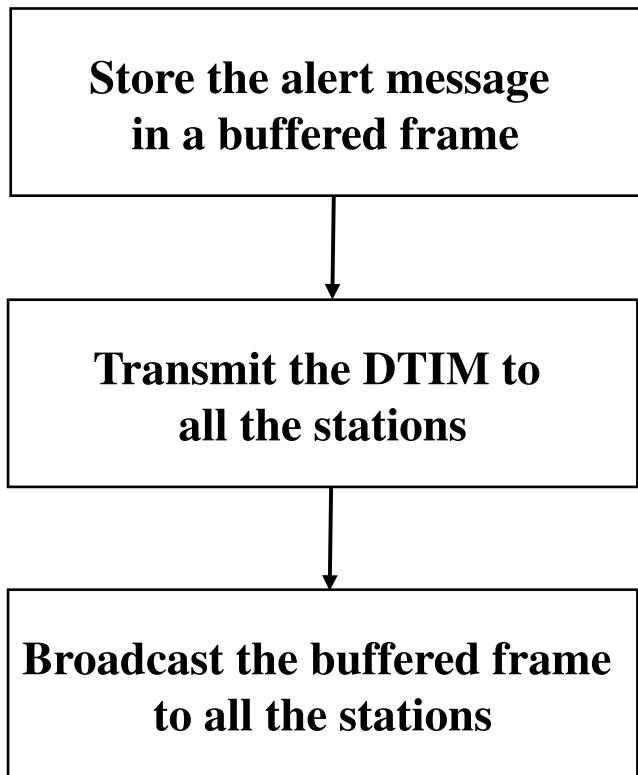 Store the alert message
in a buffered frame
Transmit the DTIM to
all the stations
Broadcast the buffered frame
to all the stations